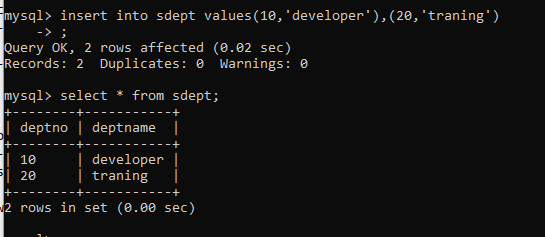 mysql> insert into sdept values(10,'developer'),(20,'traning')
    -> ;
Query OK, 2 rows affected (0.02 sec)
Records: 2  Duplicates: 0  Warnings: 0
mysql> select * from sdept;
+--------+-----------+
| deptno | deptname  |
+--------+-----------+
| 10     | developer |
| 20     | traning   |
+--------+-----------+
2 rows in set (0.00 sec)